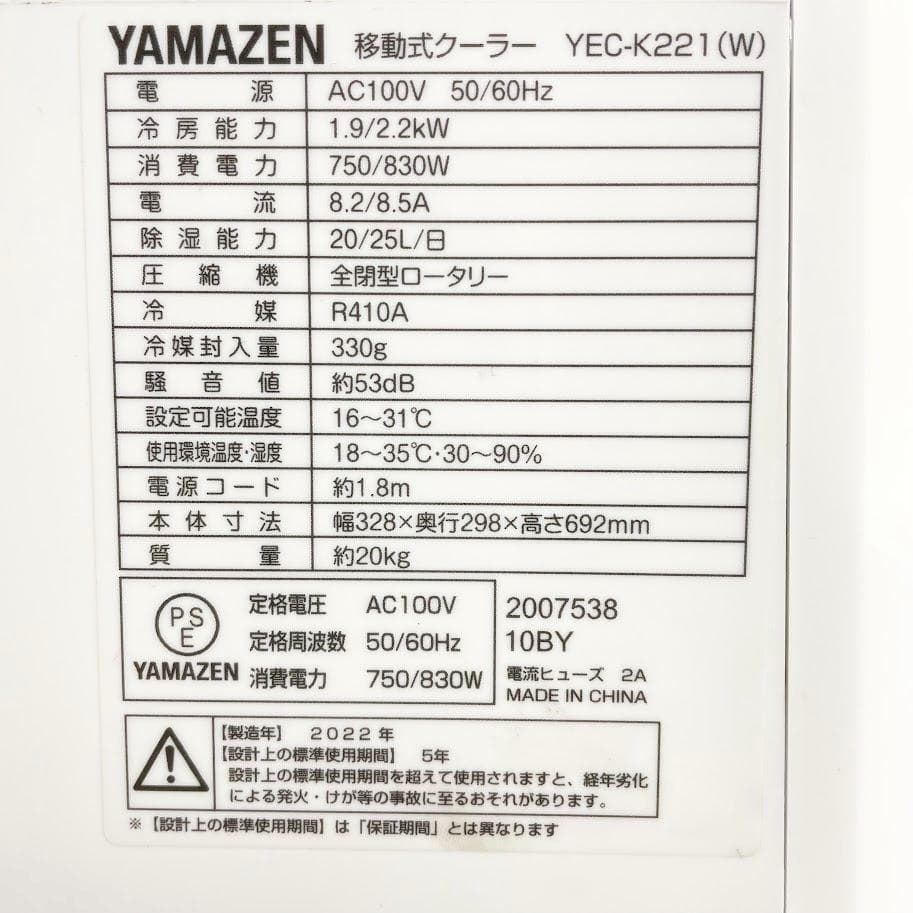 YAMAZEN 移動式クーラー YEC-K221(W)
電源 AC100V 50/60Hz
冷房能力 1.9/2.2kW
消費電力 750/830W
電流 8.2/8.5A
除湿能力 20/25L/日
圧縮機 全閉型ロータリー
冷媒 R410A
冷媒封入量 330g
騒音値 約53dB
設定可能温度 16～31℃
使用環境温度・湿度 18～35℃・30～90%
電源コード 約1.8m
本体寸法 幅328×奥行298×高さ692mm
質量 約20kg
PSE
YAMAZEN
定格電圧 AC100V
定格周波数 50/60Hz
消費電力 750/830W
2007538
10BY
電流ヒューズ 2A
MADE IN CHINA
【製造年】 2022年
【設計上の標準使用期間】 5年
設計上の標準使用期間を超えて使用されますと、経年劣化
による発火・けが等の事故に至るおそれがあります。
※【設計上の標準使用期間】は「保証期間」とは異なります